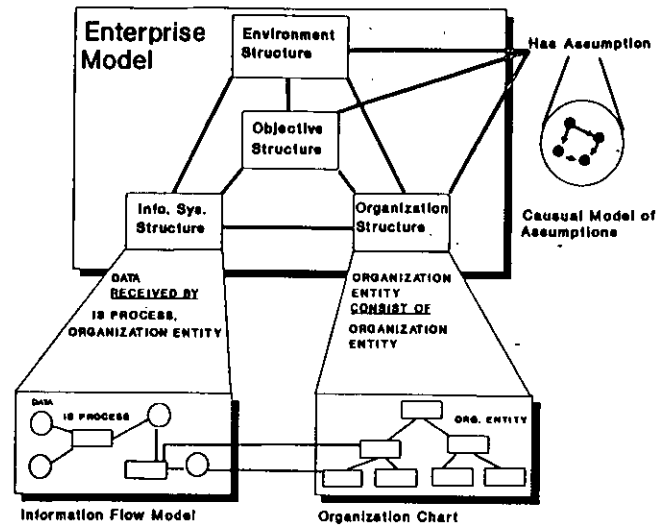 Enterprise
Model
Environment
Structure
Has Assumption
Objective
Structure
Info. Sys.
Structure
Organization
Structure
Causual Model of
Assumptions
DATA
RECEIVED BY
IS PROCESS,
ORGANIZATION ENTITY
ORGANIZATION
ENTITY
CONSIST OF
ORGANIZATION
ENTITY
DATA
IS PROCESS
ORG. ENTITY
Information Flow Model
Organization Chart